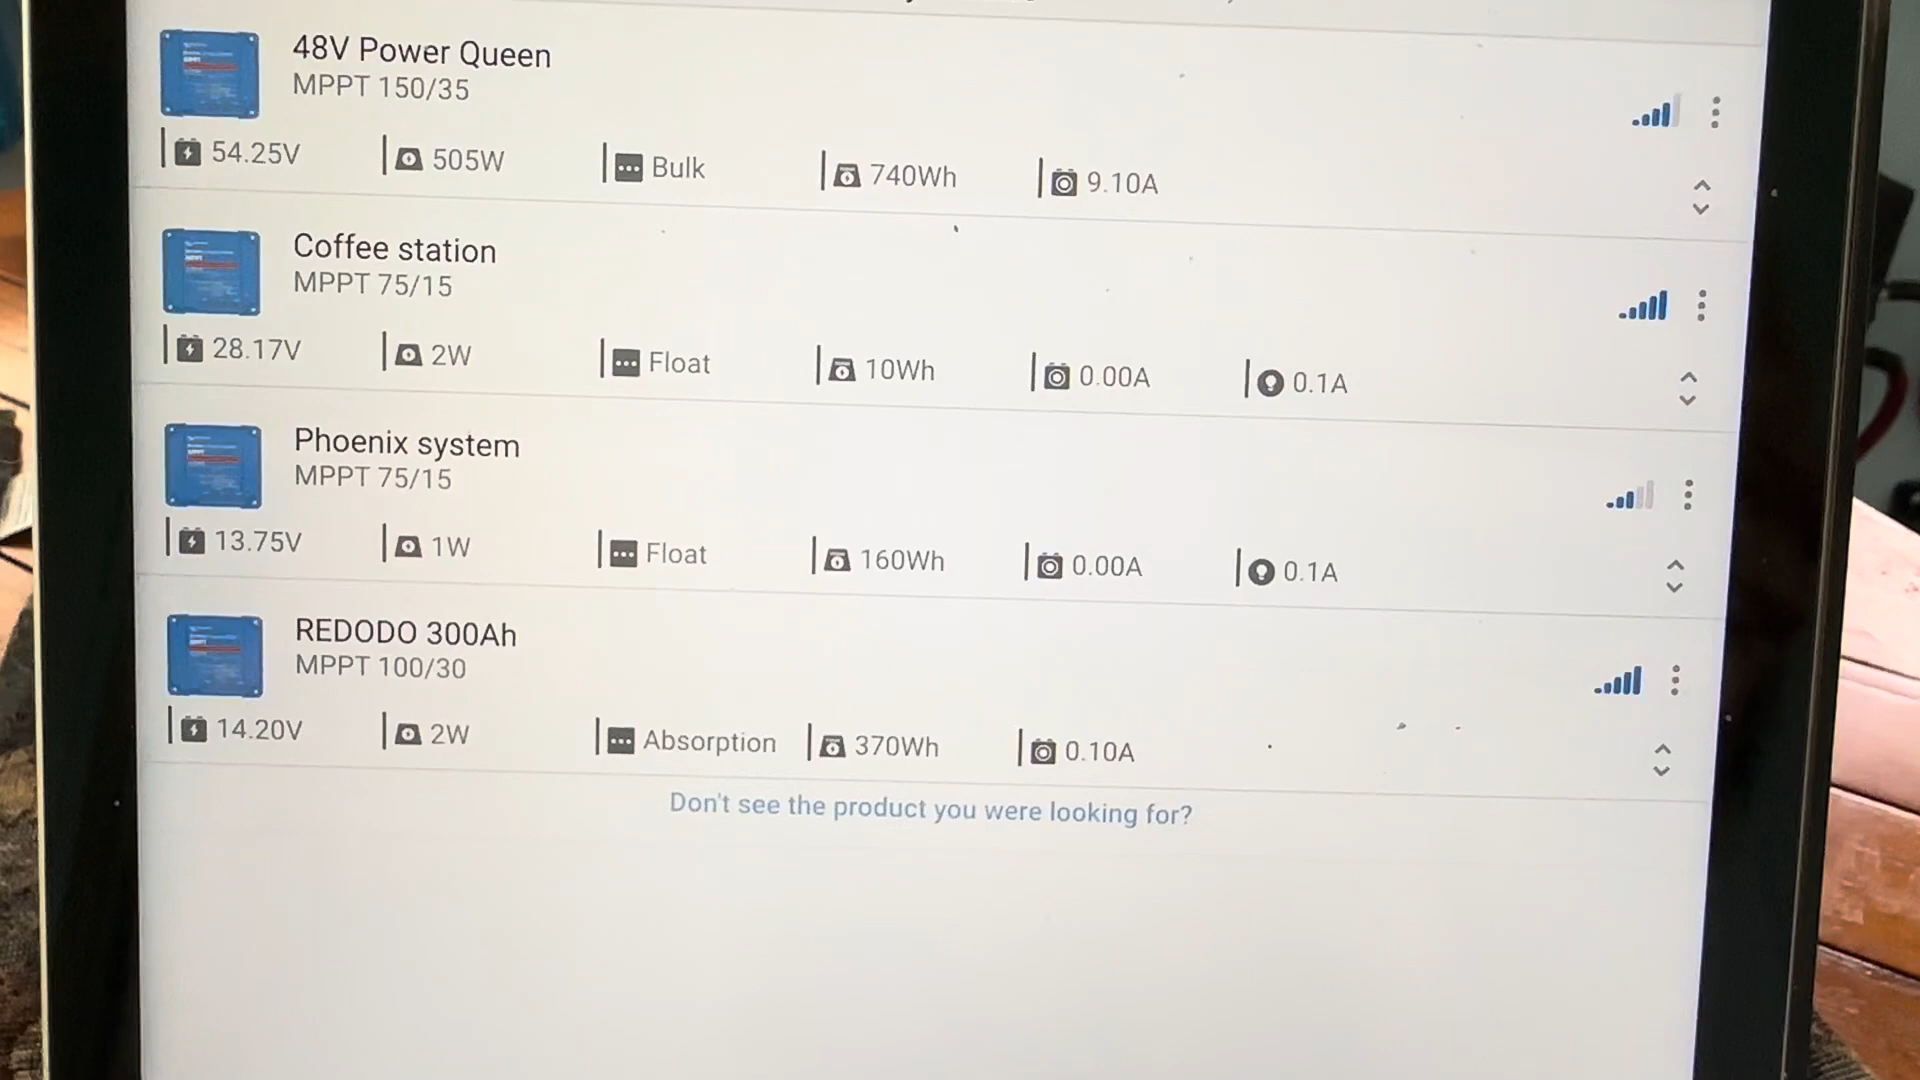 48V Power Queen
MPPT 150/35
54.25V 505W Bulk 740Wh 9.10A
Coffee station
MPPT 75/15
28.17V 2W Float 10Wh 0.00A 0.1A
Phoenix system
MPPT 75/15
13.75V 1W Float 160Wh 0.00A 0.1A
REDODO 300Ah
MPPT 100/30
14.20V 2W Absorption 370Wh 0.10A
Don't see the product you were looking for?